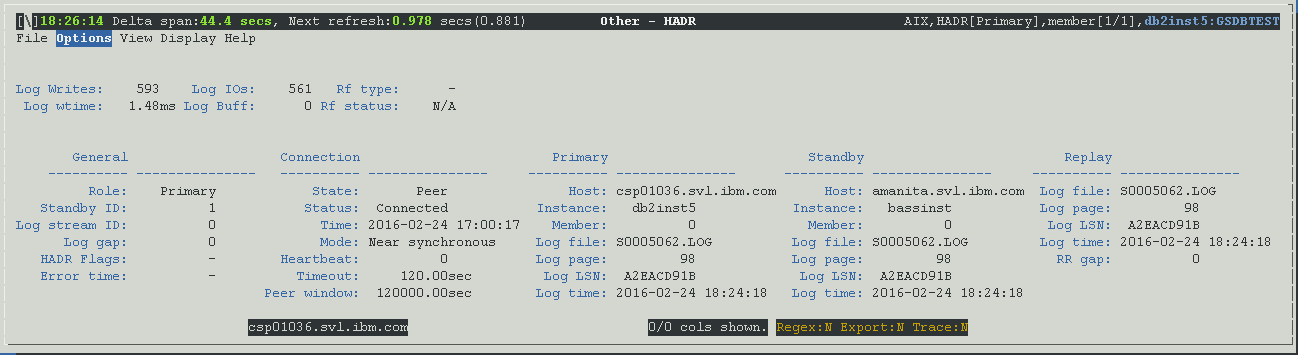 [\]18:26:14 Delta span:44.4 secs, Next refresh:0.978 secs(0.881) Other - HADR AIX,HADR[Primary],member[1/1],db2inst5:GSDBTEST
File Options View Display Help
Log Writes: 593 Log IOs: 561 Rf type: -
Log wtime: 1.48ms Log Buff: 0 Rf status: N/A
General Connection Primary Standby Replay
---------- --------------- ---------- --------------- ---------- --------------- ---------- --------------- ---------- ---------------
Role: Primary State: Peer Host: csp01036.svl.ibm.com Host: amanita.svl.ibm.com Log file: S0005062.LOG
Standby ID: 1 Status: Connected Instance: db2inst5 Instance: bassinst Log page: 98
Log stream ID: 0 Time: 2016-02-24 17:00:17 Member: 0 Member: 0 Log LSN: A2EACD91B
Log gap: 0 Mode: Near synchronous Log file: S0005062.LOG Log file: S0005062.LOG Log time: 2016-02-24 18:24:18
HADR Flags: - Heartbeat: 0 Log page: 98 Log page: 98 RR gap: 0
Error time: - Timeout: 120.00sec Log LSN: A2EACD91B Log LSN: A2EACD91B
Peer window: 120000.00sec Log time: 2016-02-24 18:24:18 Log time: 2016-02-24 18:24:18
csp01036.svl.ibm.com 0/0 cols shown. Regex:N Export:N Trace:N